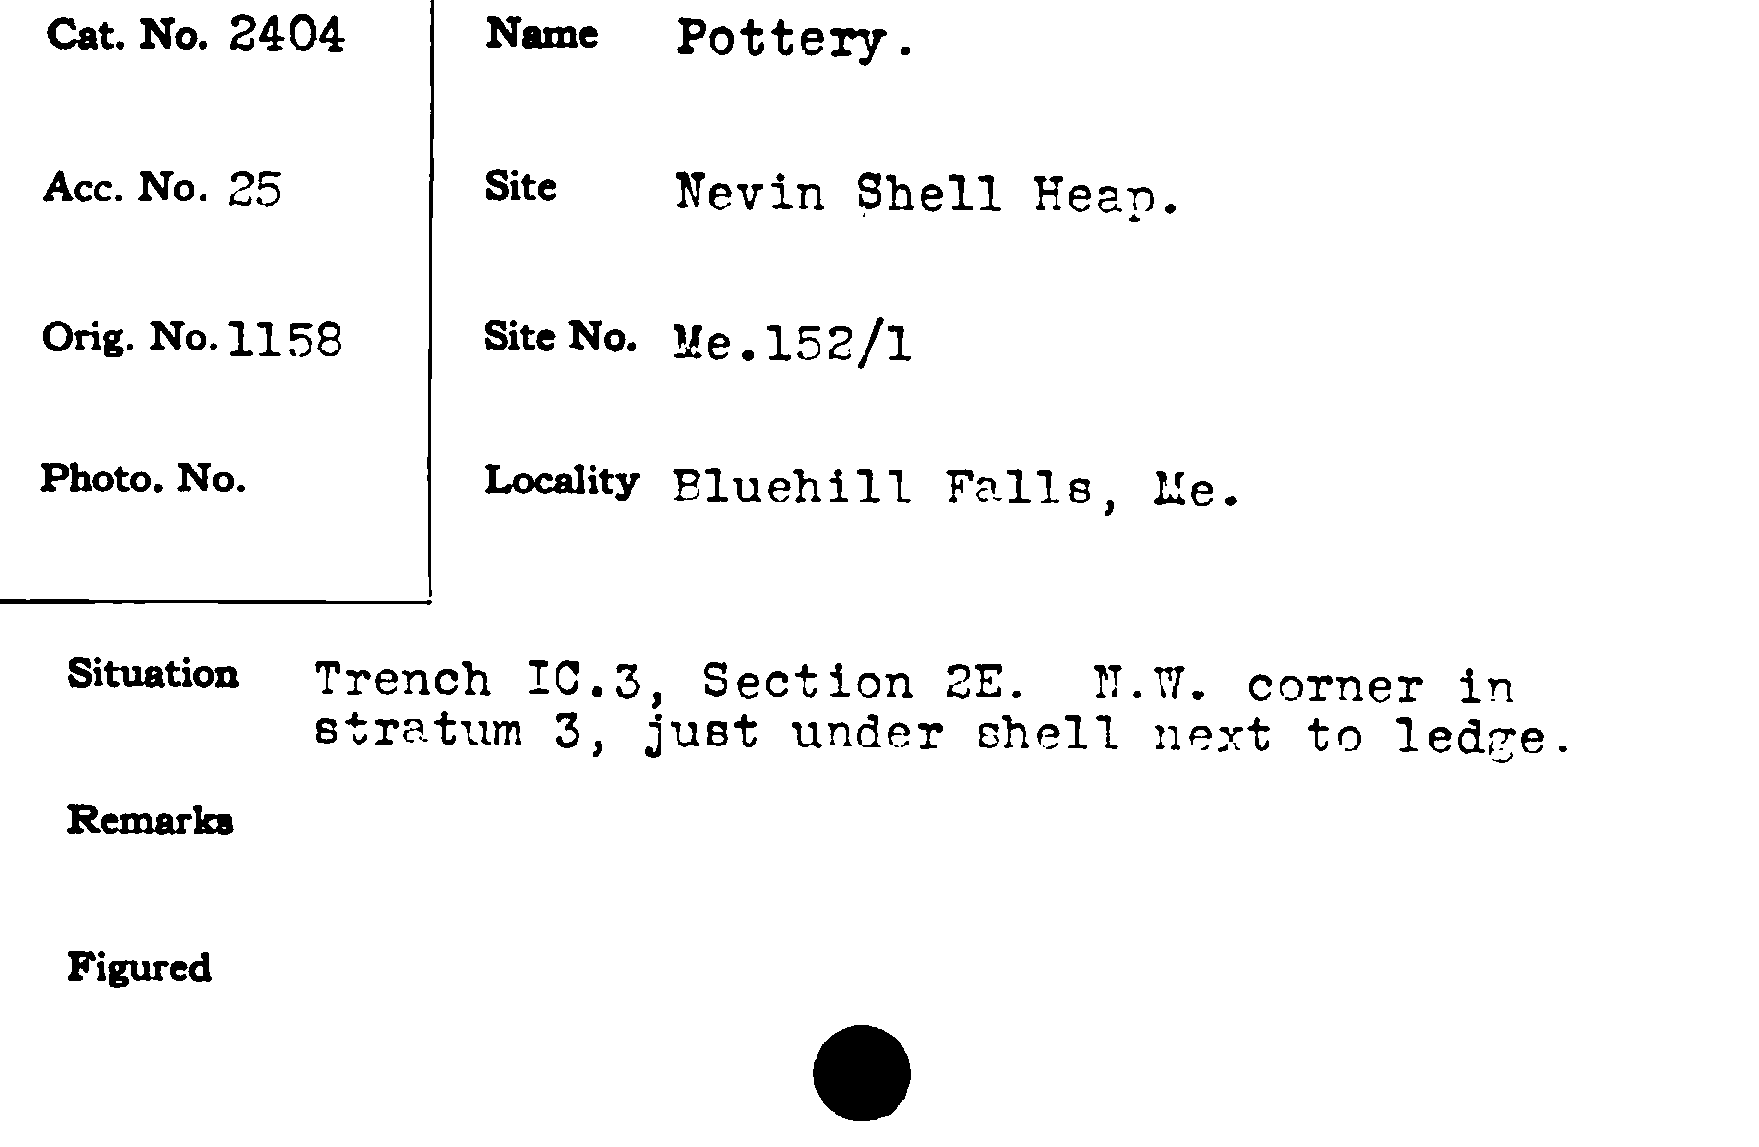 Cat. No. 2404
Name Pottery.
Acc. No. 25
Site Nevin Shell Heap.
Orig. No. 1158
Site No. Me.152/1
Photo. No.
Locality Bluehill Falls, Me.
Situation Trench IC.3, Section 2E. N.W. corner in
stratum 3, just under shell next to ledge.
Remarks
Figured